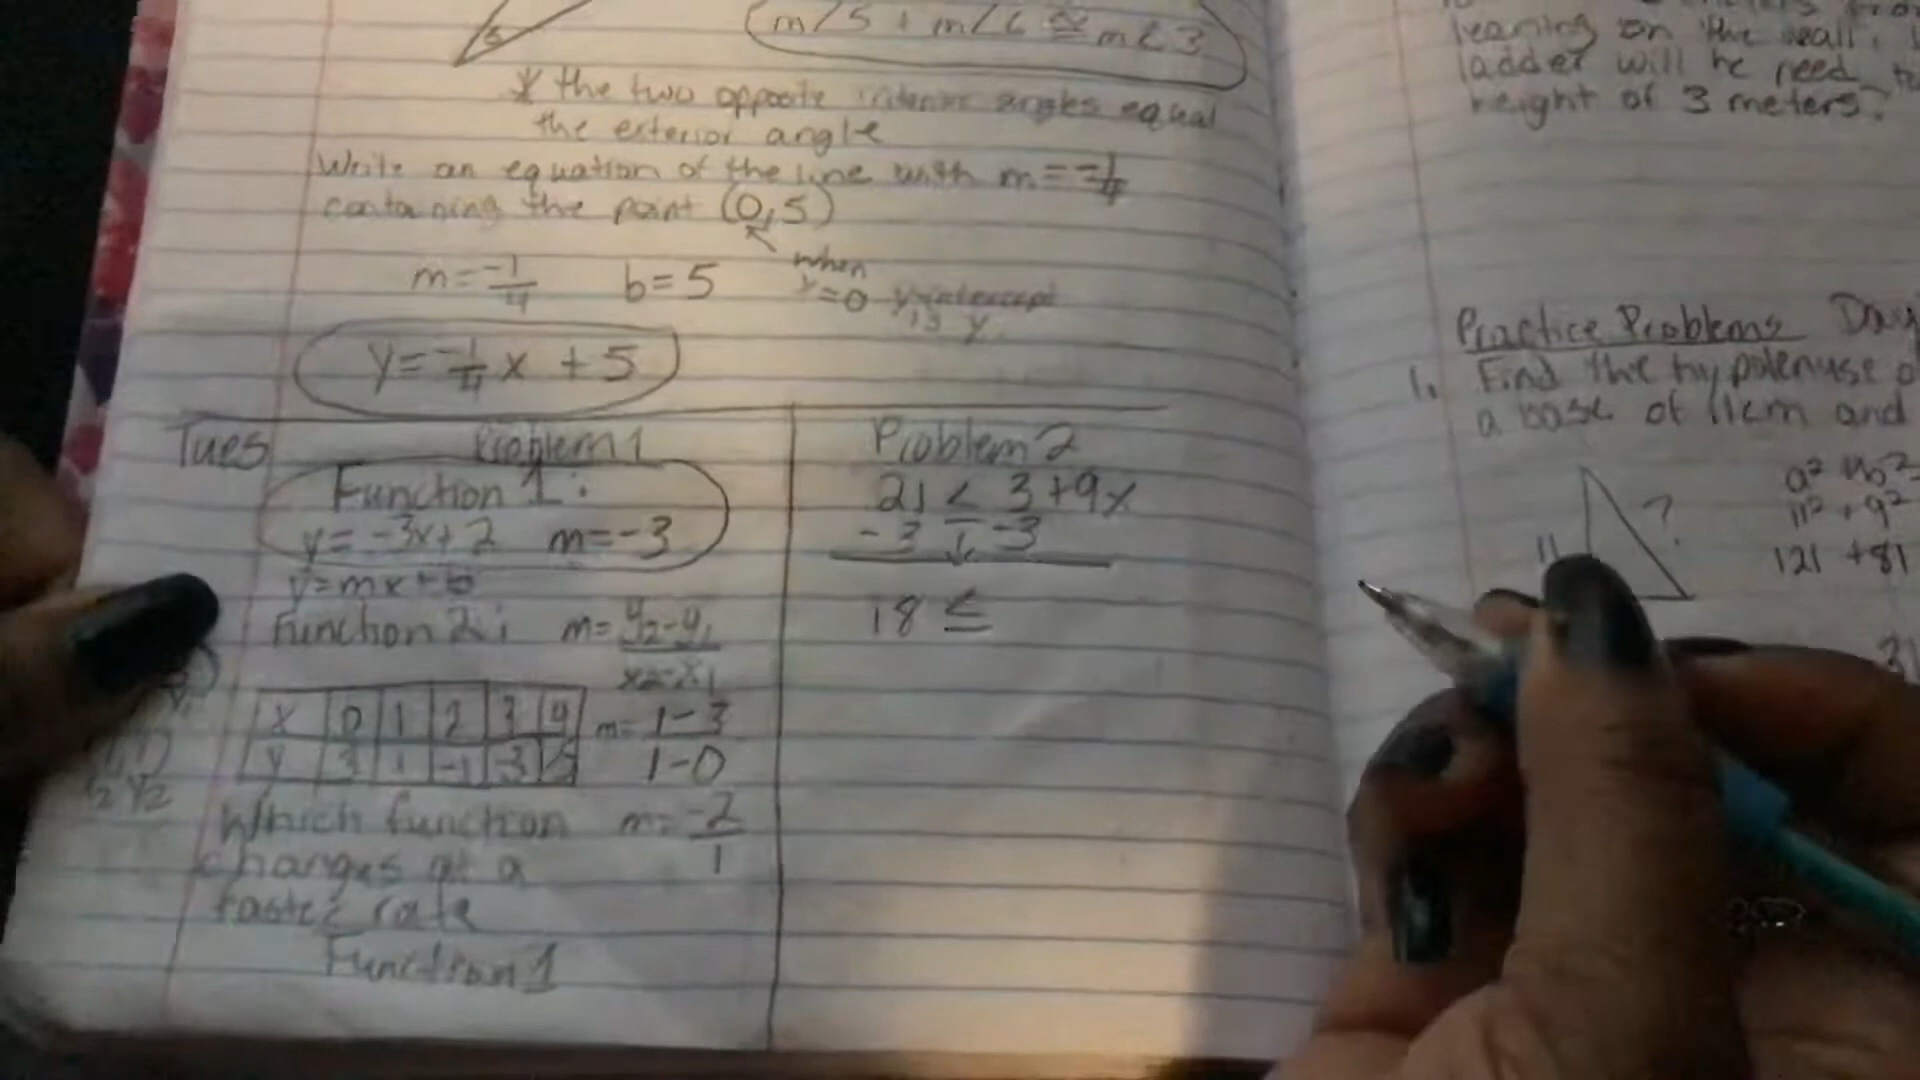 m∠5 + m∠6 ≅ m∠3
* the two opposite interior angles equal
the exterior angle
Write an equation of the line with m = -1/4
containing the point (0,5)
when
m = -1/4 b = 5
=0 y-intercept
is y
y = -1/4 x + 5
Tues Problem 1
Function 1:
y = -3x + 2 m = -3
y = mx + b
Function 2: m = y2-y1
x2-x1
x 0 1 2 3 4 m = 1-3
y 3 1 -1 -3 -5 1-0
Which function m = -2
changes at a 1
faster rate
Function 1
Problem 2
21 ≤ 3+9x
-3 ↓ -3
18 ≤
leaning on the wall,
ladder will he need
height of 3 meters.
Practice Problems Day
1. Find the hypotenuse
a base of 11cm and
?
11
a² + b² =
11² + 9²
121 + 81